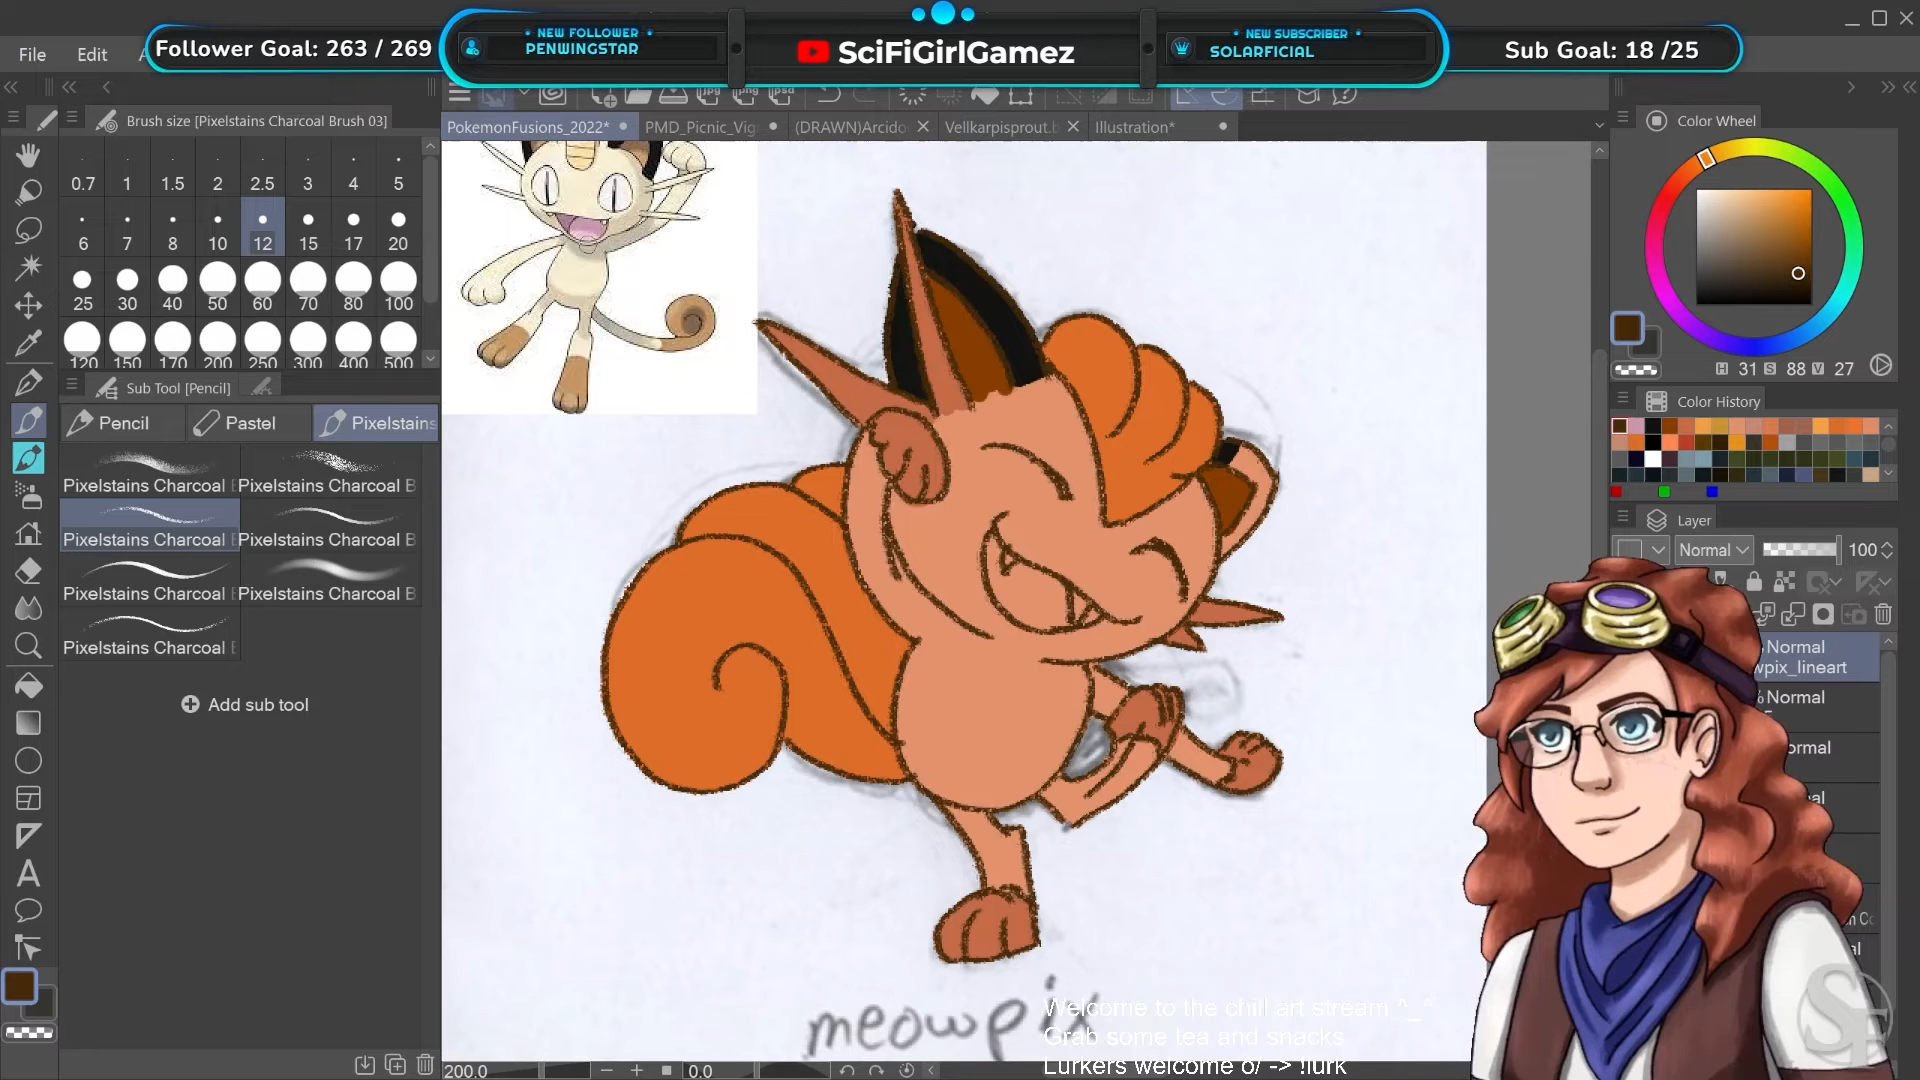 Follower Goal: 263 / 269
NEW FOLLOWER
PENWINGSTAR
SciFiGirlGamez
NEW SUBSCRIBER
SOLARFICIAL
Sub Goal: 18 /25
File
Edit
Brush size [Pixelstains Charcoal Brush 03]
0.7 1 1.5 2 2.5 3 4 5
6 7 8 10 12 15 17 20
25 30 40 50 60 70 80 100
120 150 170 200 250 300 400 500
Sub Tool [Pencil]
Pencil
Pastel
Pixelstains
Pixelstains Charcoal
Pixelstains Charcoal B
Pixelstains Charcoal
Pixelstains Charcoal B
Pixelstains Charcoal
Pixelstains Charcoal B
Pixelstains Charcoal
Add sub tool
PokemonFusions_2022*
PMD_Picnic_Vig
(DRAWN)Arcido
Vellkarpisprout.b
Illustration*
meowpix
Welcome to the chill art stream ^_^
Grab some tea and snacks
Lurkers welcome o/ -> !lurk
200.0
0.0
Color Wheel
H 31 S 88 V 27
Color History
Layer
Normal
100
Normal
wpix_lineart
Normal
ormal
al
SF